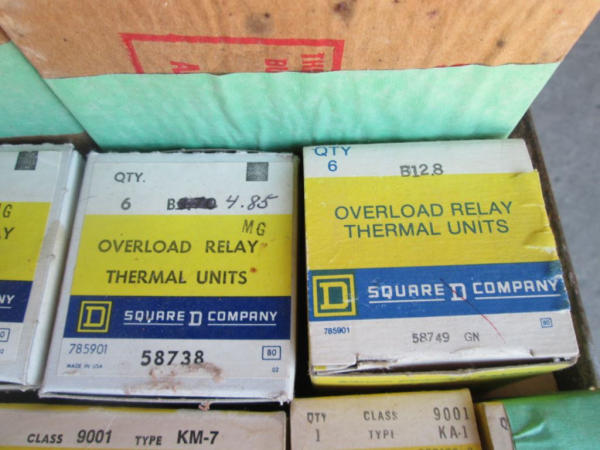 QTY.
6 B 4.85
MG
OVERLOAD RELAY
THERMAL UNITS
D SQUARE D COMPANY
785901 58738 80
MADE IN USA 02
QTY
6 B12.8
OVERLOAD RELAY
THERMAL UNITS
D SQUARE D COMPANY
785901 80
58749 GN
CLASS 9001 TYPE KM-7
QTY CLASS 9001
1 TYPE KA-1